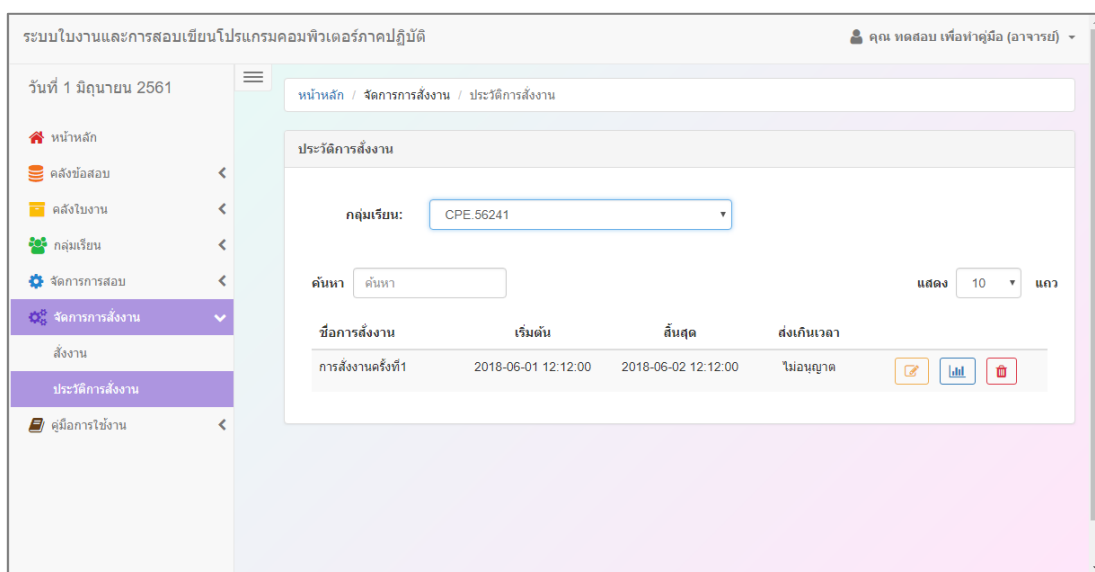 ระบบใบงานและการสอบเขียนโปรแกรมคอมพิวเตอร์ภาคปฏิบัติ
คุณ ทดสอบ เพื่อทำคู่มือ (อาจารย์)
วันที่ 1 มิถุนายน 2561
หน้าหลัก / จัดการการสั่งงาน / ประวัติการสั่งงาน
หน้าหลัก
คลังข้อสอบ
คลังใบงาน
กลุ่มเรียน
จัดการการสอบ
จัดการการสั่งงาน
สั่งงาน
ประวัติการสั่งงาน
คู่มือการใช้งาน
ประวัติการสั่งงาน
กลุ่มเรียน: CPE.56241
ค้นหา ค้นหา แสดง 10 แถว
ชื่อการสั่งงาน เริ่มต้น สิ้นสุด ส่งเกินเวลา
การสั่งงานครั้งที่1 2018-06-01 12:12:00 2018-06-02 12:12:00 ไม่อนุญาต